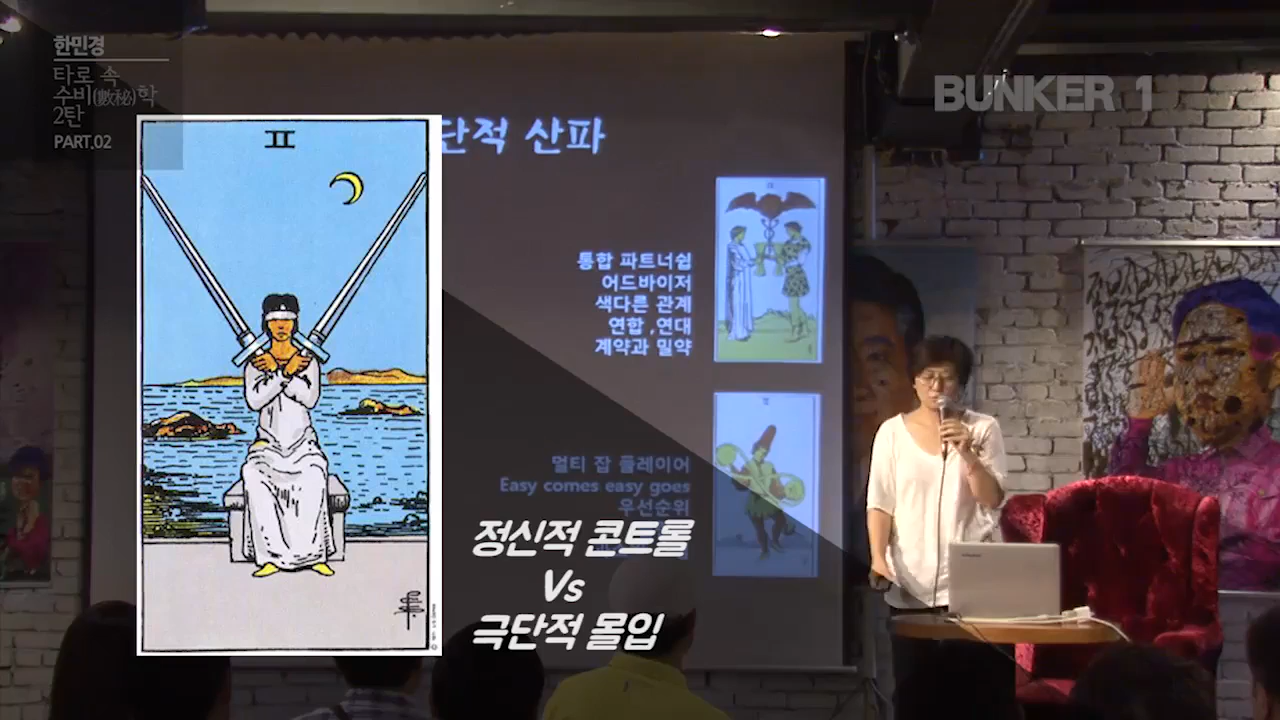 한민경
타로 속
수비(數秘)학
2탄
PART.02
BUNKER 1
II
단적 산파
통합 파트너쉽
어드바이저
색다른 관계
연합 ,연대
계약과 밀약
멀티 잡 플레이어
Easy comes easy goes
우선순위
정신적 콘트롤
Vs
극단적 몰입